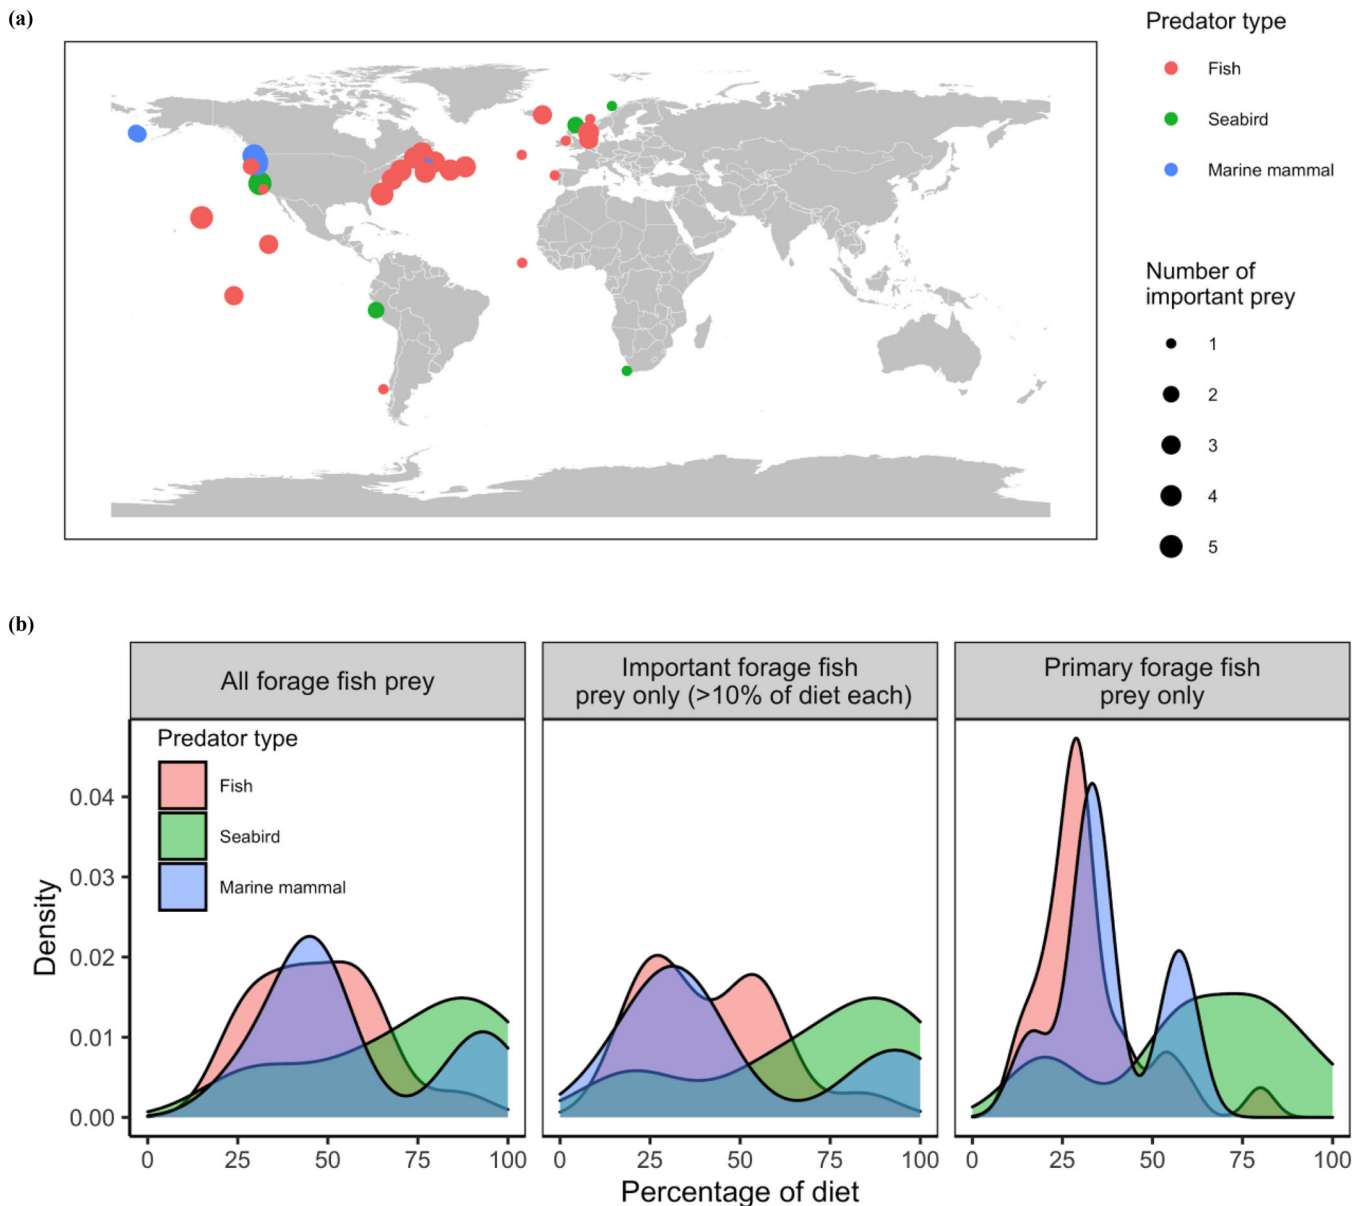 (a)
Predator type
Fish
Seabird
Marine mammal
Number of
important prey
1
2
3
4
5
(b)
All forage fish prey
Important forage fish
prey only (>10% of diet each)
Primary forage fish
prey only
Predator type
Fish
Seabird
Marine mammal
Density
0.04
0.03
0.02
0.01
0.00
0 25 50 75 100
0 25 50 75 100
0 25 50 75 100
Percentage of diet